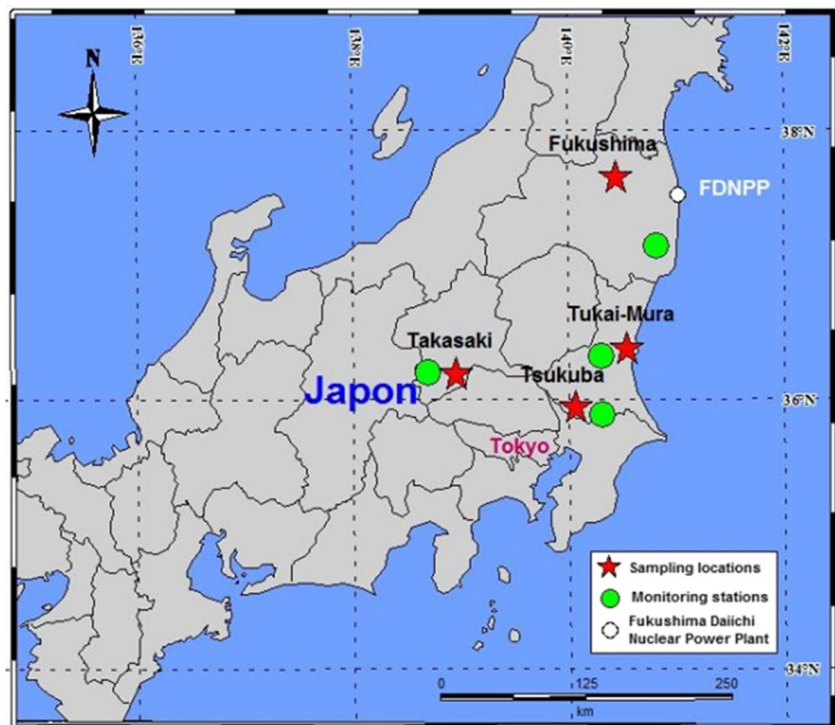 136°E
138°E
140°E
142°E
N
38°N
Fukushima
FDNPP
Tukai-Mura
Takasaki
Tsukuba
Japon
36°N
Tokyo
Sampling locations
Monitoring stations
Fukushima Daiichi
Nuclear Power Plant
34°N
0 125 250
km